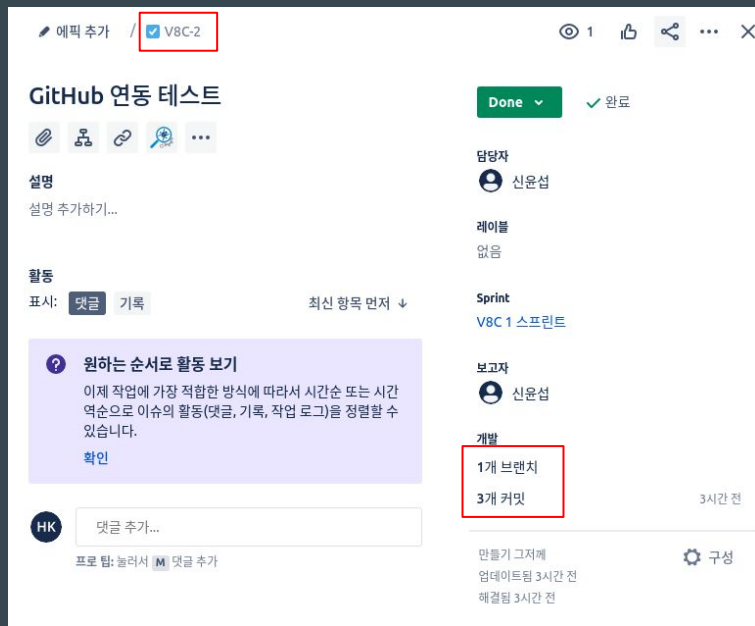 에픽 추가 / V8C-2
1
GitHub 연동 테스트
설명
설명 추가하기...
활동
표시: 댓글 기록 최신 항목 먼저 ↓
원하는 순서로 활동 보기
이제 작업에 가장 적합한 방식에 따라서 시간순 또는 시간
역순으로 이슈의 활동(댓글, 기록, 작업 로그)을 정렬할 수
있습니다.
확인
HK 댓글 추가...
프로 팁: 눌러서 M 댓글 추가
Done 완료
담당자
신윤섭
레이블
없음
Sprint
V8C 1 스프린트
보고자
신윤섭
개발
1개 브랜치
3개 커밋 3시간 전
만들기 그저께 구성
업데이트됨 3시간 전
해결됨 3시간 전